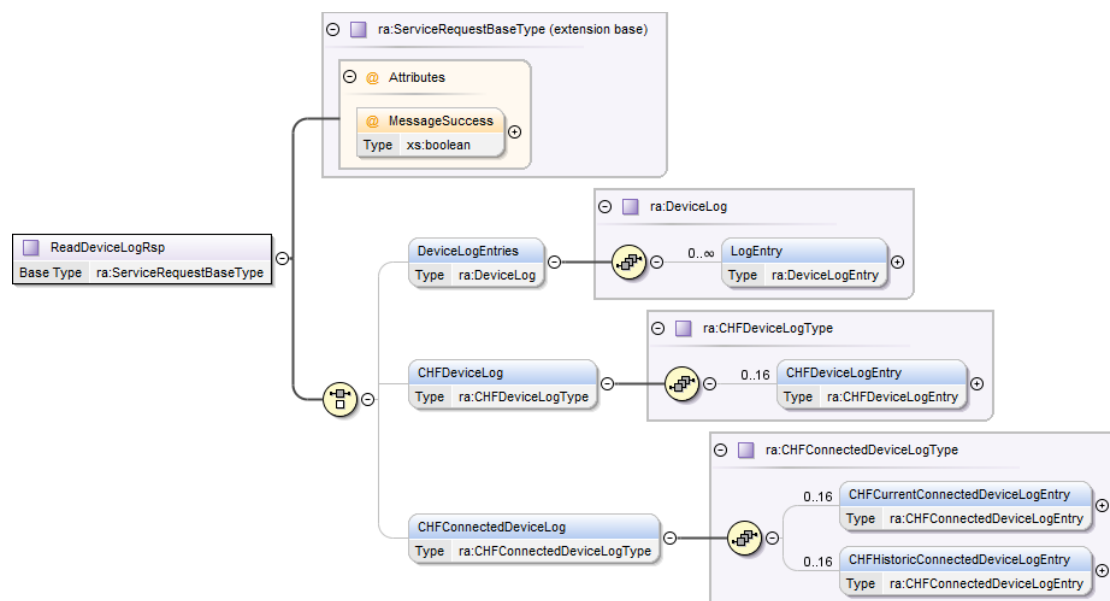 ra:ServiceRequestBaseType (extension base)
@ Attributes
@ MessageSuccess
Type xs:boolean
ra:DeviceLog
ReadDeviceLogRsp
Base Type ra:ServiceRequestBaseType
DeviceLogEntries
Type ra:DeviceLog
0..∞
LogEntry
Type ra:DeviceLogEntry
ra:CHFDeviceLogType
CHFDeviceLog
Type ra:CHFDeviceLogType
0..16
CHFDeviceLogEntry
Type ra:CHFDeviceLogEntry
ra:CHFConnectedDeviceLogType
CHFConnectedDeviceLog
Type ra:CHFConnectedDeviceLogType
0..16
CHFCurrentConnectedDeviceLogEntry
Type ra:CHFConnectedDeviceLogEntry
0..16
CHFHistoricConnectedDeviceLogEntry
Type ra:CHFConnectedDeviceLogEntry